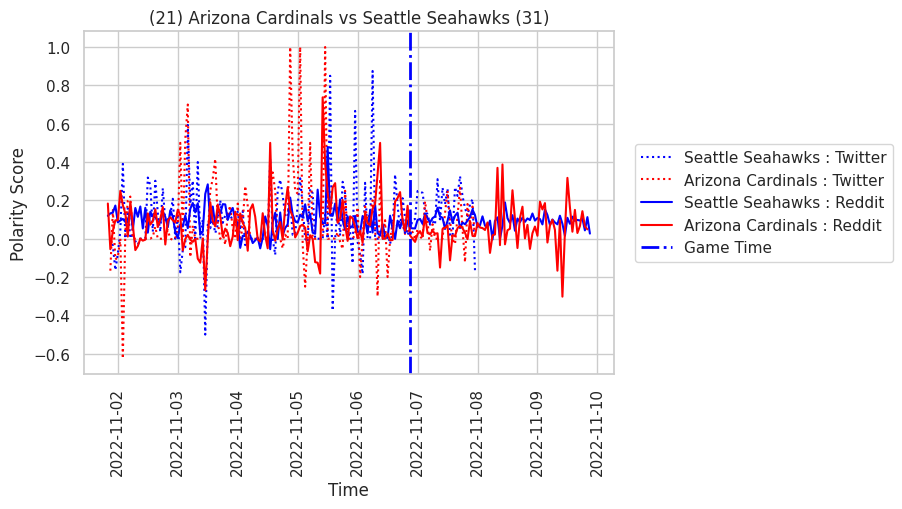 (21) Arizona Cardinals vs Seattle Seahawks (31)
Polarity Score
1.0
0.8
0.6
0.4
0.2
0.0
−0.2
−0.4
−0.6
2022-11-02
2022-11-03
2022-11-04
2022-11-05
2022-11-06
2022-11-07
2022-11-08
2022-11-09
2022-11-10
Time
Seattle Seahawks : Twitter
Arizona Cardinals : Twitter
Seattle Seahawks : Reddit
Arizona Cardinals : Reddit
Game Time